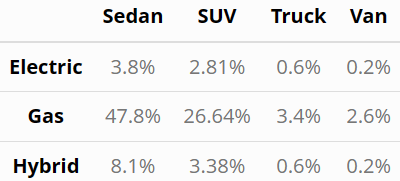 Sedan SUV Truck Van
Electric 3.8% 2.81% 0.6% 0.2%
Gas 47.8% 26.64% 3.4% 2.6%
Hybrid 8.1% 3.38% 0.6% 0.2%